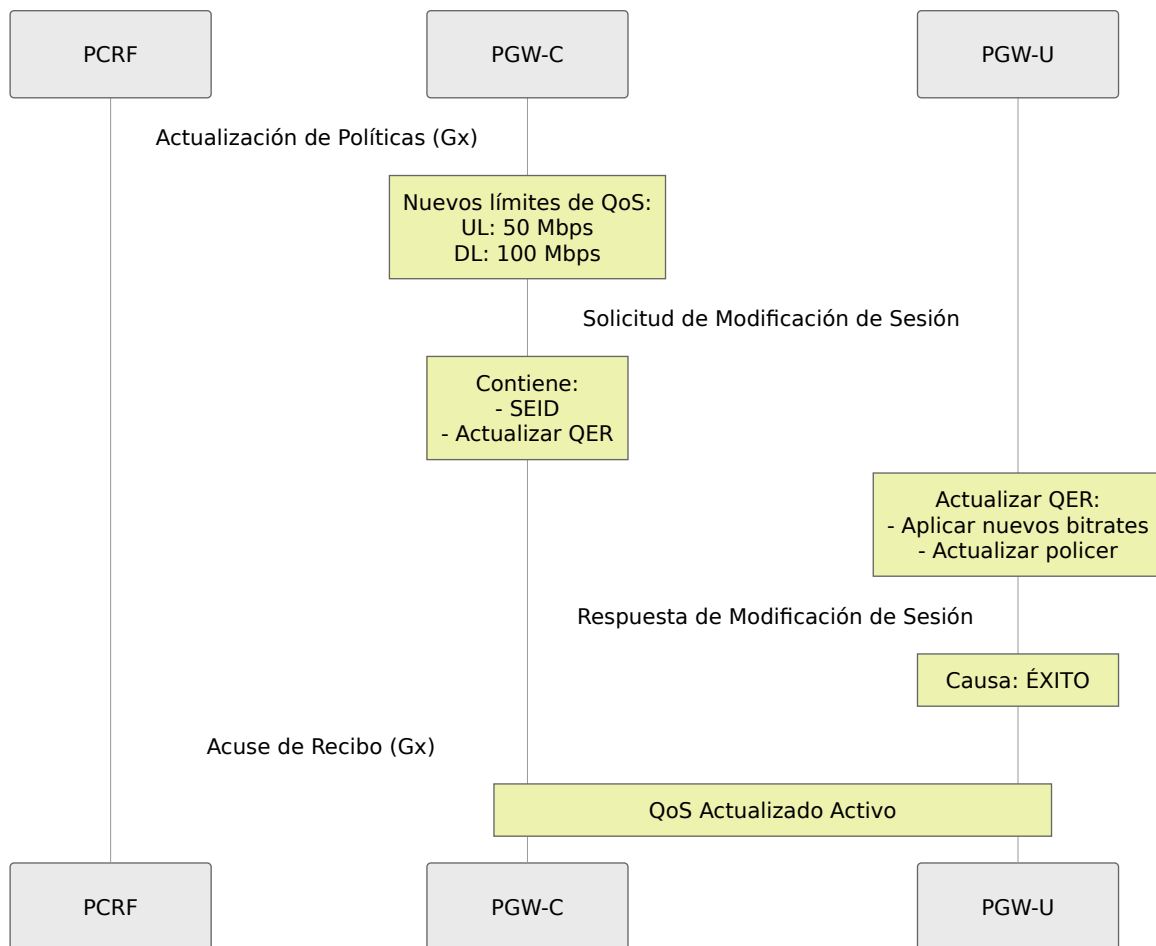 PCRF
PGW-C
PGW-U
Actualización de Políticas (Gx)
Nuevos límites de QoS:
UL: 50 Mbps
DL: 100 Mbps
Solicitud de Modificación de Sesión
Contiene:
- SEID
- Actualizar QER
Actualizar QER:
- Aplicar nuevos bitrates
- Actualizar policer
Respuesta de Modificación de Sesión
Causa: ÉXITO
Acuse de Recibo (Gx)
QoS Actualizado Activo
PCRF
PGW-C
PGW-U